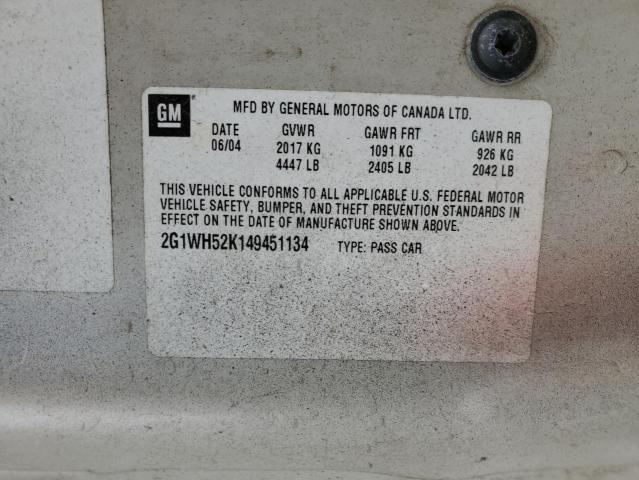 GM
MFD BY GENERAL MOTORS OF CANADA LTD.
DATE GVWR GAWR FRT GAWR RR
06/04 2017 KG 1091 KG 926 KG
4447 LB 2405 LB 2042 LB
THIS VEHICLE CONFORMS TO ALL APPLICABLE U.S. FEDERAL MOTOR
VEHICLE SAFETY, BUMPER, AND THEFT PREVENTION STANDARDS IN
EFFECT ON THE DATE OF MANUFACTURE SHOWN ABOVE.
2G1WH52K149451134 TYPE: PASS CAR